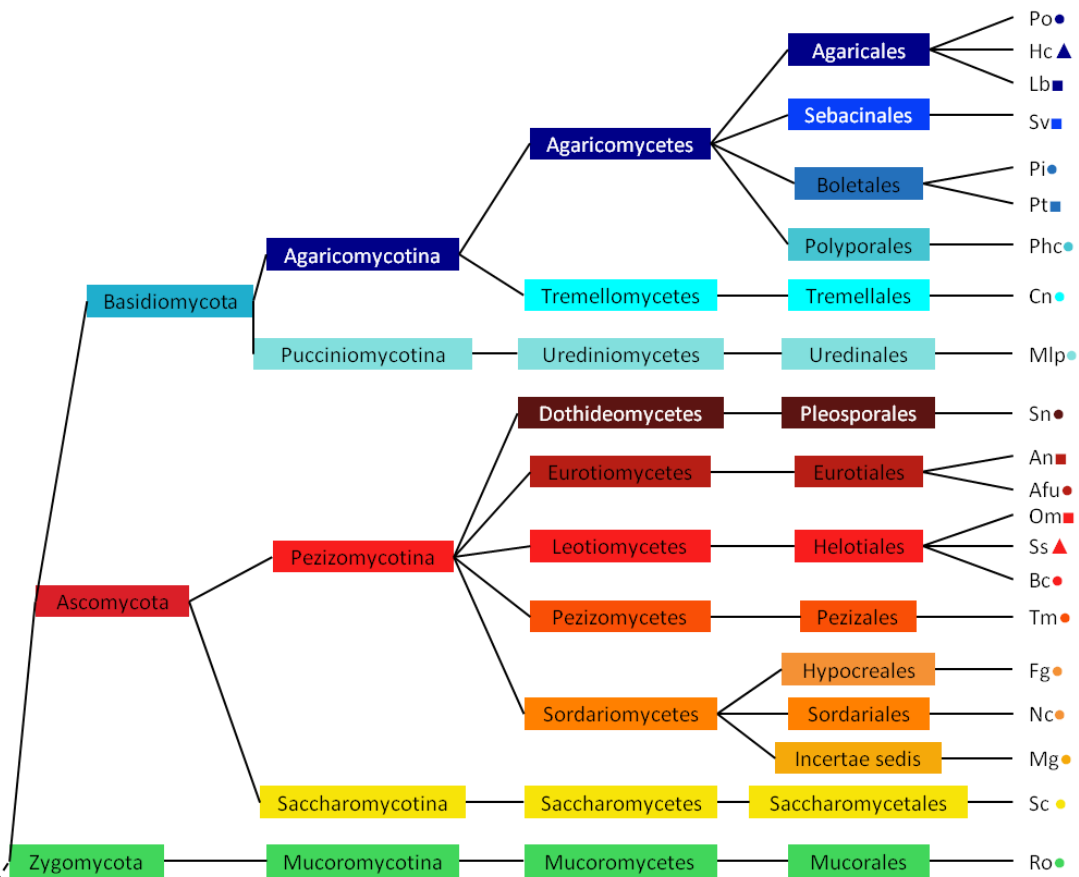 Po
Agaricales
Hc
Lb
Sebacinales
Sv
Agaricomycetes
Pi
Boletales
Pt
Agaricomycotina
Polyporales
Phc
Basidiomycota
Tremellomycetes
Tremellales
Cn
Pucciniomycotina
Urediniomycetes
Uredinales
Mlp
Dothideomycetes
Pleosporales
Sn
An
Eurotiomycetes
Eurotiales
Afu
Om
Pezizomycotina
Leotiomycetes
Helotiales
Ss
Bc
Ascomycota
Pezizomycetes
Pezizales
Tm
Hypocreales
Fg
Sordariomycetes
Sordariales
Nc
Incertae sedis
Mg
Saccharomycotina
Saccharomycetes
Saccharomycetales
Sc
Zygomycota
Mucoromycotina
Mucoromycetes
Mucorales
Ro